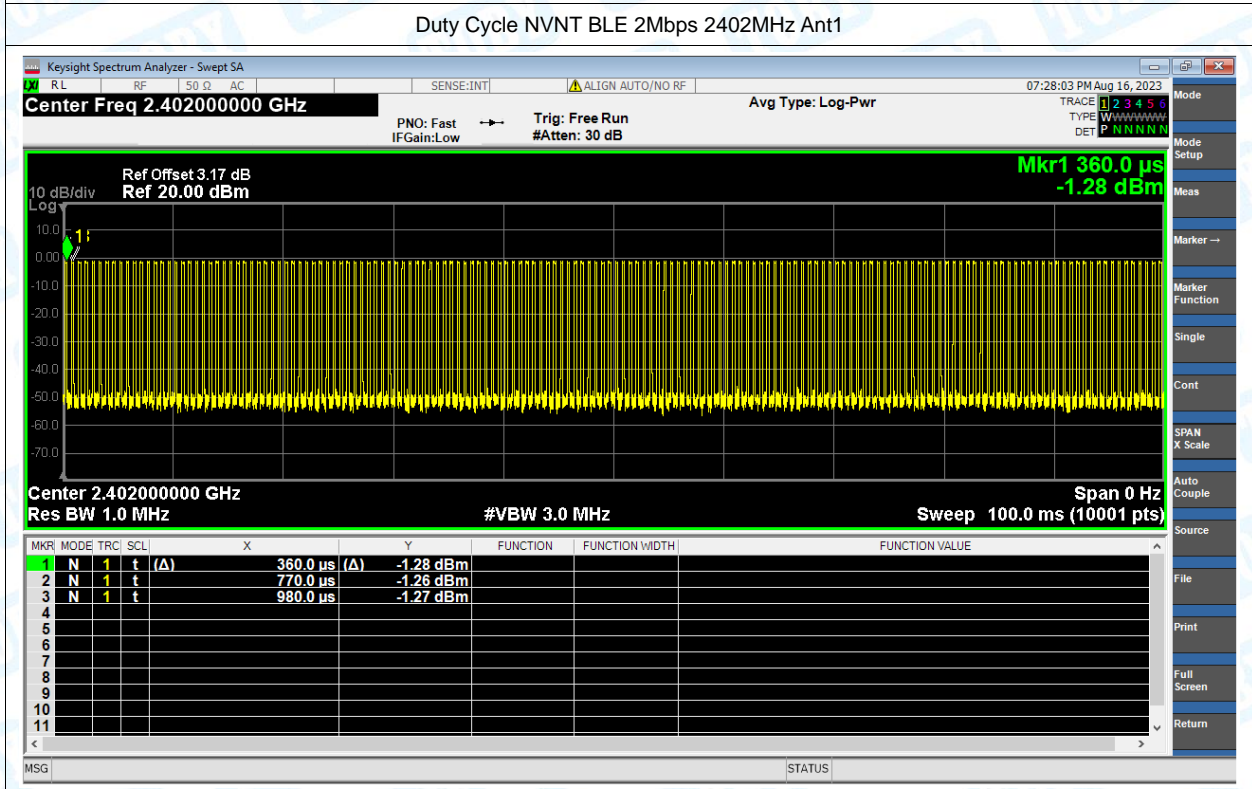 Duty Cycle NVNT BLE 2Mbps 2402MHz Ant1
Keysight Spectrum Analyzer - Swept SA
LXI RL RF 50 Ω AC SENSE:INT ALIGN AUTO/NO RF 07:28:03 PM Aug 16, 2023
Center Freq 2.402000000 GHz Avg Type: Log-Pwr TRACE 1 2 3 4 5 6
PNO: Fast Trig: Free Run TYPE WWWWWW
IFGain:Low #Atten: 30 dB DET P N N N N N
Mkr1 360.0 µs
-1.28 dBm
Ref Offset 3.17 dB
10 dB/div Ref 20.00 dBm
Log
10.0
0.00
-10.0
-20.0
-30.0
-40.0
-50.0
-60.0
-70.0
1
Center 2.402000000 GHz Span 0 Hz
Res BW 1.0 MHz #VBW 3.0 MHz Sweep 100.0 ms (10001 pts)
MKR MODE TRC SCL X Y FUNCTION FUNCTION WIDTH FUNCTION VALUE
1 N 1 t (Δ) 360.0 µs (Δ) -1.28 dBm
2 N 1 t 770.0 µs -1.26 dBm
3 N 1 t 980.0 µs -1.27 dBm
4
5
6
7
8
9
10
11
MSG STATUS
Mode
Mode Setup
Meas
Marker →
Marker Function
Single
Cont
SPAN X Scale
Auto Couple
Source
File
Print
Full Screen
Return